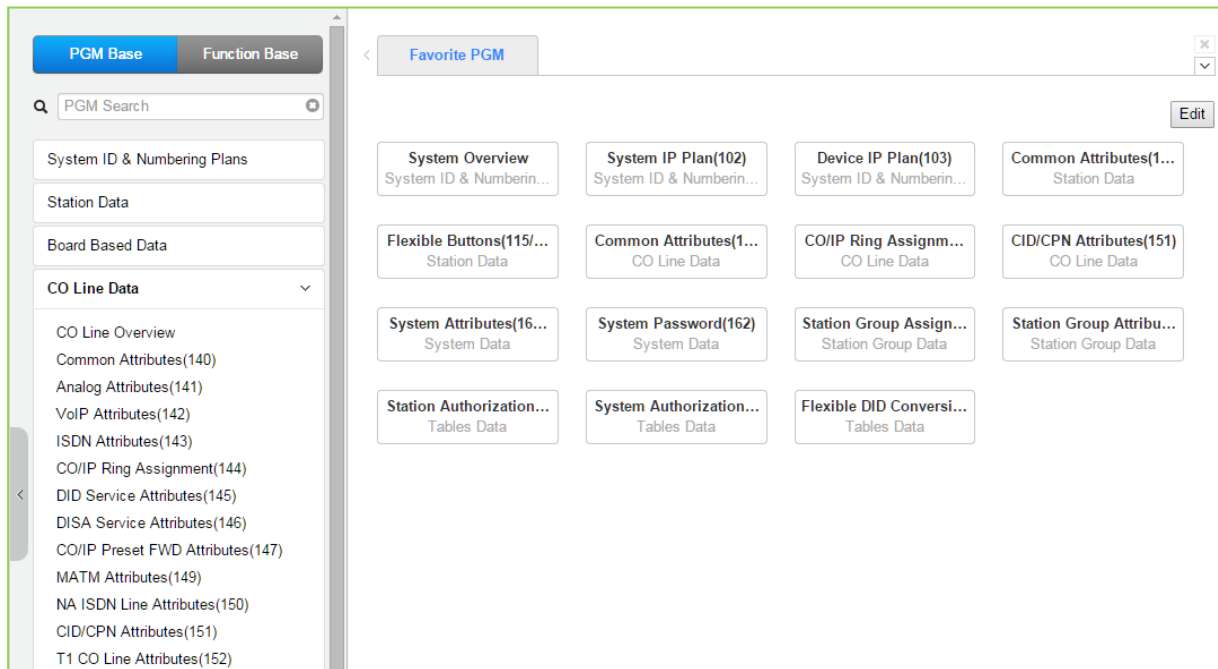 PGM Base
Function Base
PGM Search
System ID & Numbering Plans
Station Data
Board Based Data
CO Line Data
CO Line Overview
Common Attributes(140)
Analog Attributes(141)
VoIP Attributes(142)
ISDN Attributes(143)
CO/IP Ring Assignment(144)
DID Service Attributes(145)
DISA Service Attributes(146)
CO/IP Preset FWD Attributes(147)
MATM Attributes(149)
NA ISDN Line Attributes(150)
CID/CPN Attributes(151)
T1 CO Line Attributes(152)
Favorite PGM
Edit
System Overview
System ID & Numberin...
System IP Plan(102)
System ID & Numberin...
Device IP Plan(103)
System ID & Numberin...
Common Attributes(1...
Station Data
Flexible Buttons(115/...
Station Data
Common Attributes(1...
CO Line Data
CO/IP Ring Assignm...
CO Line Data
CID/CPN Attributes(151)
CO Line Data
System Attributes(16...
System Data
System Password(162)
System Data
Station Group Assign...
Station Group Data
Station Group Attribu...
Station Group Data
Station Authorization...
Tables Data
System Authorization...
Tables Data
Flexible DID Conversi...
Tables Data